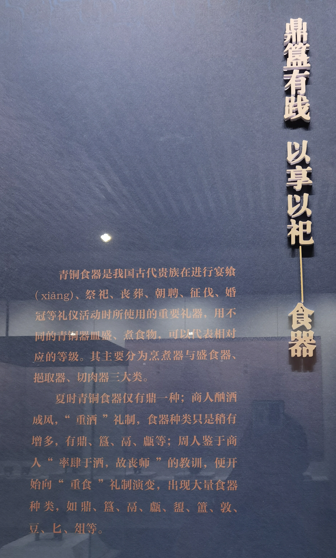 鼎簋有践 以享以祀——食器
青铜食器是我国古代贵族在进行宴飨
(xiǎng)、祭祀、丧葬、朝聘、征伐、婚
冠等礼仪活动时所使用的重要礼器。用不
同的青铜器皿盛、煮食物，可以代表相对
应的等级。其主要分为烹煮器与盛食器、
挹取器、切肉器三大类。
夏时青铜食器仅有鼎一种；商人酗酒
成风，“重酒”礼制，食器种类只是稍有
增多，有鼎、簋、鬲、甗等；周人鉴于商
人“率肆于酒，故丧师”的教训，便开
始向“重食”礼制演变，出现大量食器
种类，如鼎、簋、鬲、甗、盨、簠、敦、
豆、匕、俎等。